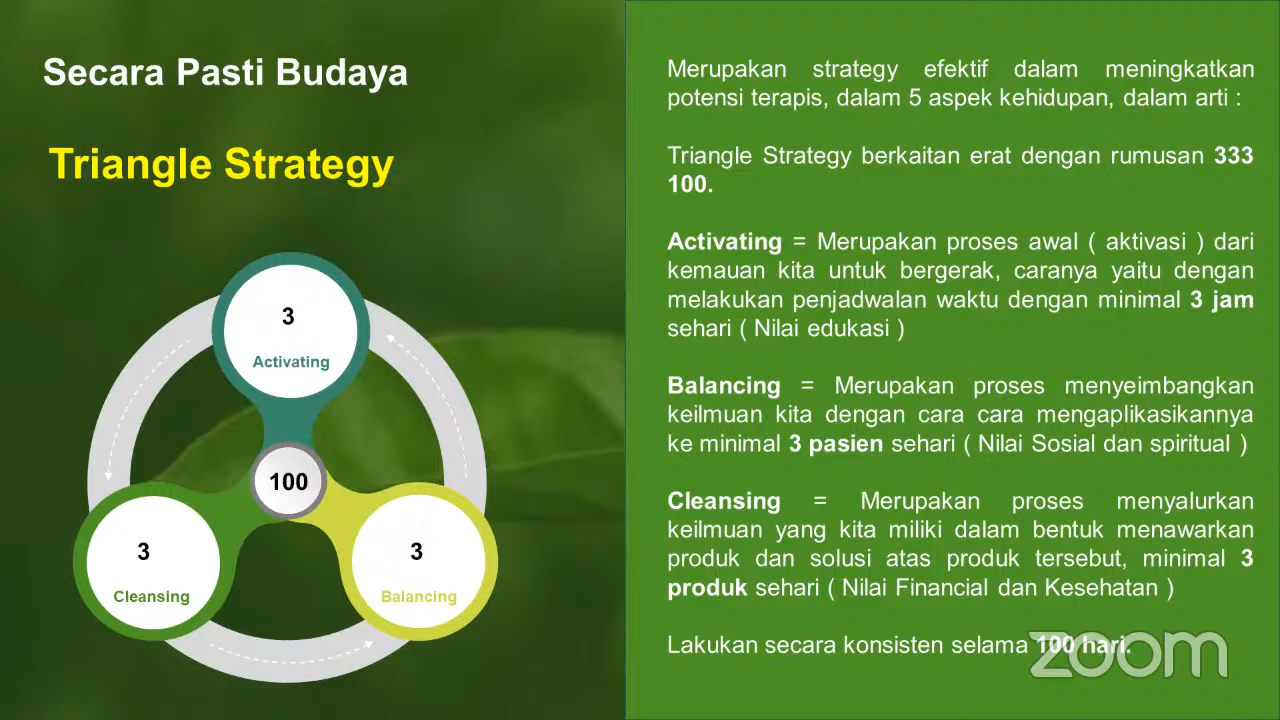 Secara Pasti Budaya
Triangle Strategy
3
Activating
100
3
Cleansing
3
Balancing
Merupakan strategy efektif dalam meningkatkan
potensi terapis, dalam 5 aspek kehidupan, dalam arti :
Triangle Strategy berkaitan erat dengan rumusan 333
100.
Activating = Merupakan proses awal ( aktivasi ) dari
kemauan kita untuk bergerak, caranya yaitu dengan
melakukan penjadwalan waktu dengan minimal 3 jam
sehari ( Nilai edukasi )
Balancing = Merupakan proses menyeimbangkan
keilmuan kita dengan cara cara mengaplikasikannya
ke minimal 3 pasien sehari ( Nilai Sosial dan spiritual )
Cleansing = Merupakan proses menyalurkan
keilmuan yang kita miliki dalam bentuk menawarkan
produk dan solusi atas produk tersebut, minimal 3
produk sehari ( Nilai Financial dan Kesehatan )
Lakukan secara konsisten selama 100 hari.
zoom